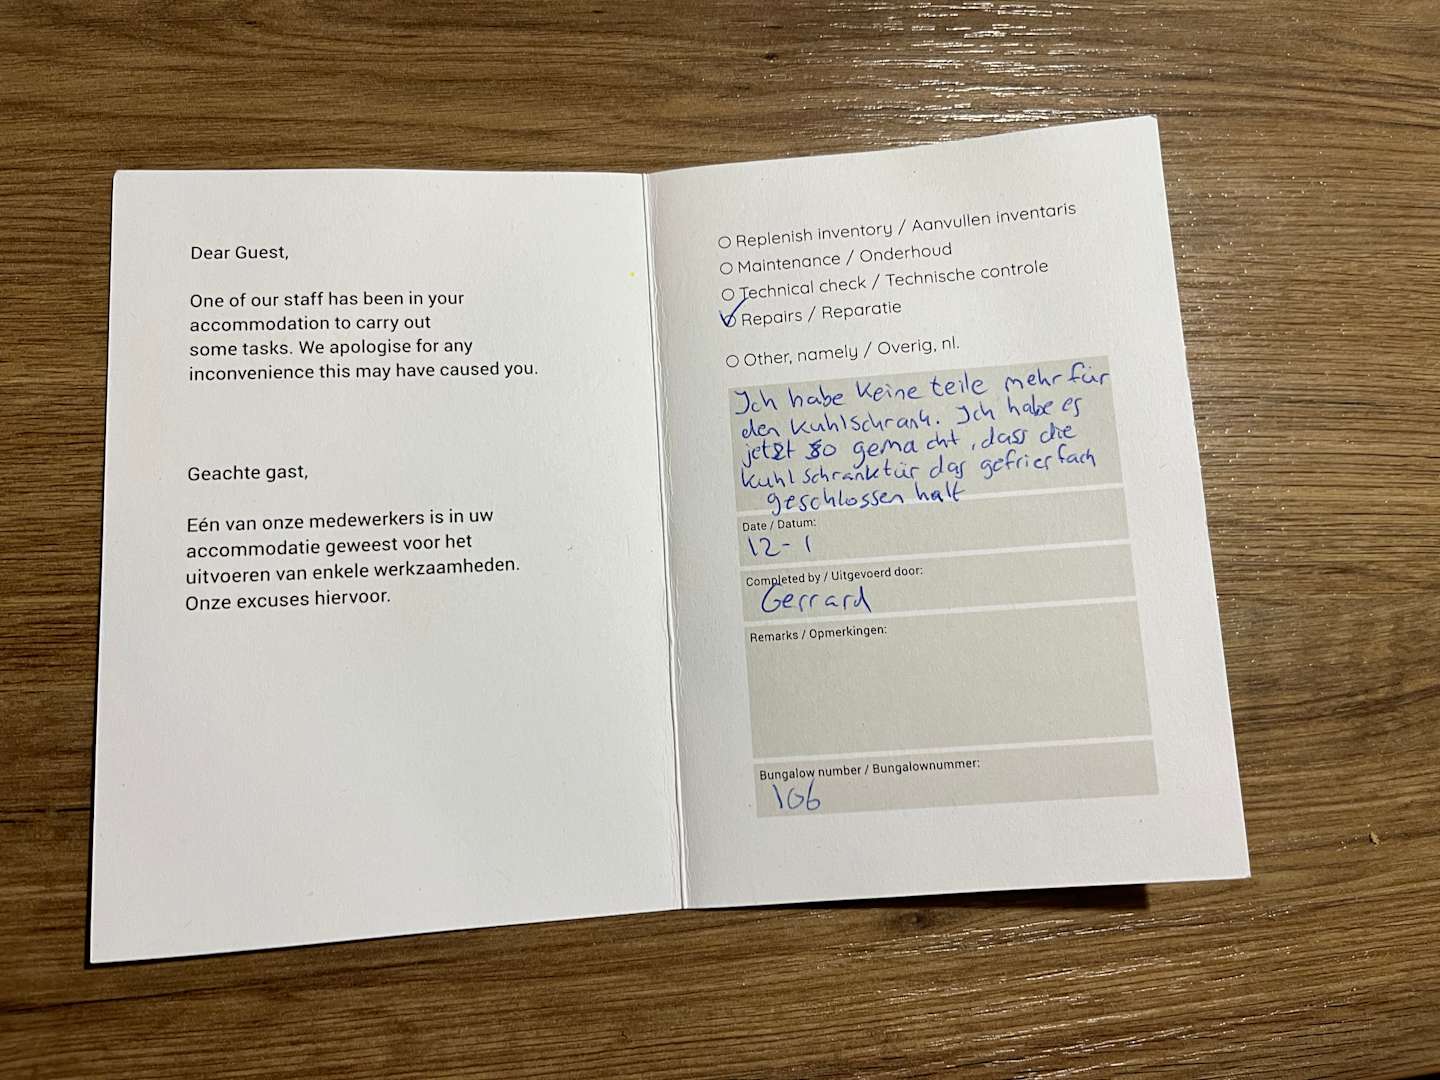 Dear Guest,
One of our staff has been in your
accommodation to carry out
some tasks. We apologise for any
inconvenience this may have caused you.
Geachte gast,
Eén van onze medewerkers is in uw
accommodatie geweest voor het
uitvoeren van enkele werkzaamheden.
Onze excuses hiervoor.
Replenish inventory / Aanvullen inventaris
Maintenance / Onderhoud
Technical check / Technische controle
Repairs / Reparatie
Other, namely / Overig, nl.
Ich habe Keine teile mehr für
den Kuhlschrank. Ich habe es
jetzt so gemacht, dass die
Kuhlschranktür das gefrierfach
geschlossen halt
Date / Datum:
12-1
Completed by / Uitgevoerd door:
Gerrard
Remarks / Opmerkingen:
Bungalow number / Bungalownummer:
106